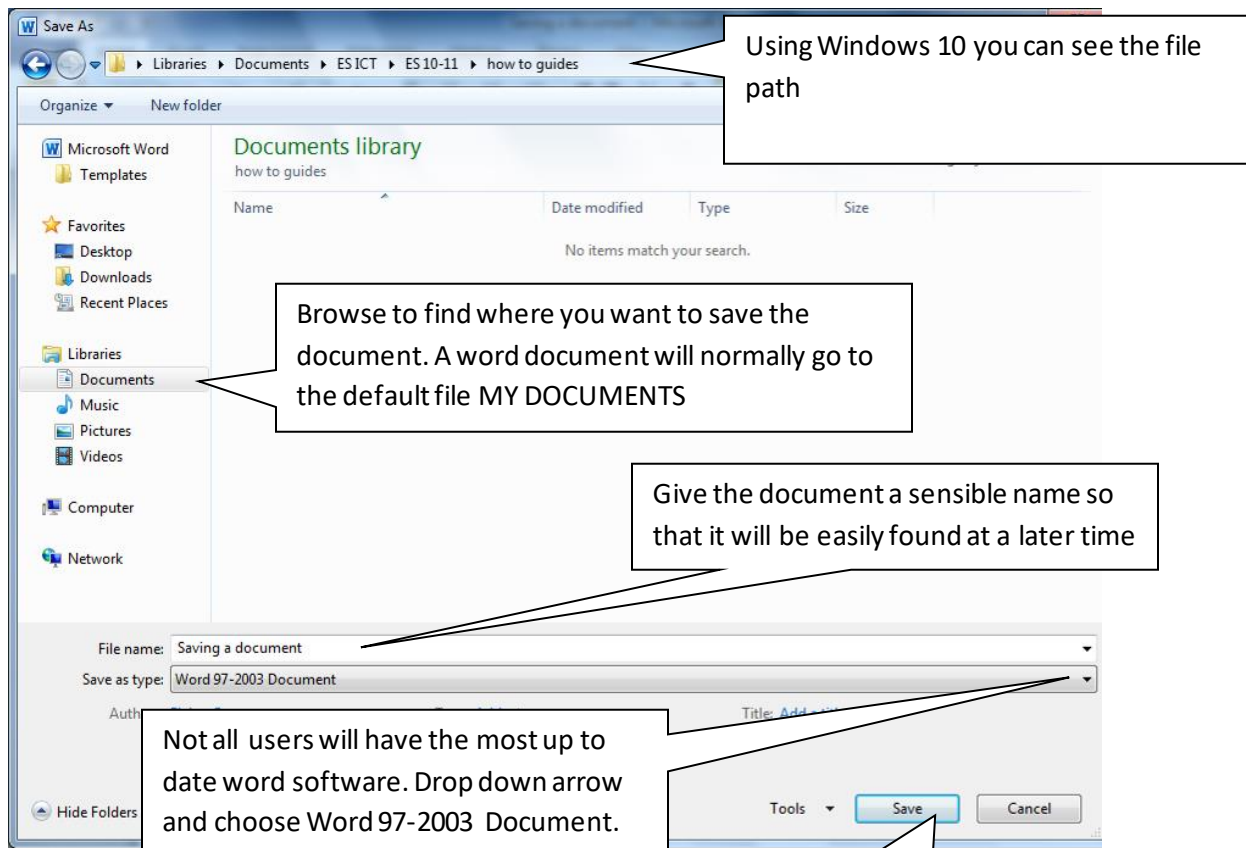 Save As
Using Windows 10 you can see the file
path
Libraries ▸ Documents ▸ ES ICT ▸ ES 10-11 ▸ how to guides
Organize New folder
Microsoft Word
Templates
Documents library
how to guides
Name Date modified Type Size
No items match your search.
Favorites
Desktop
Downloads
Recent Places
Browse to find where you want to save the
document. A word document will normally go to
the default file MY DOCUMENTS
Libraries
Documents
Music
Pictures
Videos
Computer
Network
Give the document a sensible name so
that it will be easily found at a later time
File name: Saving a document
Save as type: Word 97-2003 Document
Title:
Not all users will have the most up to
date word software. Drop down arrow
and choose Word 97-2003 Document.
Hide Folders
Tools Save Cancel